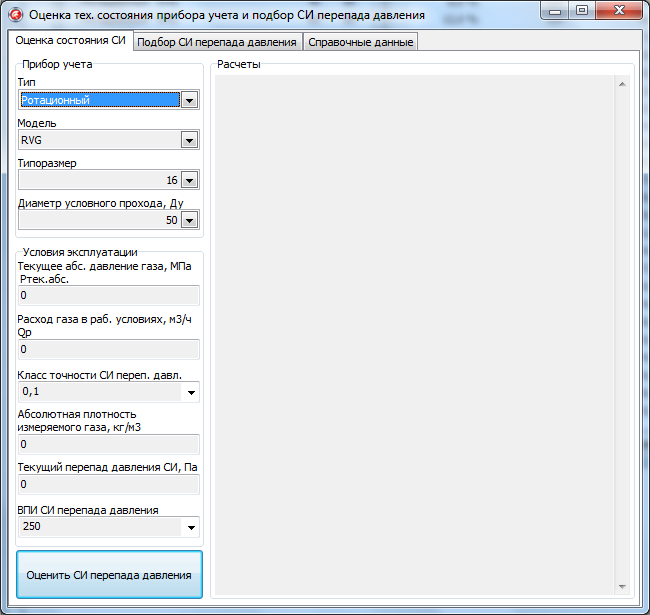 Оценка тех. состояния прибора учета и подбор СИ перепада давления
Оценка состояния СИ
Подбор СИ перепада давления
Справочные данные
Прибор учета
Тип
Ротационный
Модель
RVG
Типоразмер
16
Диаметр условного прохода, Ду
50
Условия эксплуатации
Текущее абс. давление газа, МПа
Pтек.абс.
0
Расход газа в раб. условиях, м3/ч
Qp
0
Класс точности СИ переп. давл.
0,1
Абсолютная плотность
измеряемого газа, кг/м3
0
Текущий перепад давления СИ, Па
0
ВПИ СИ перепада давления
250
Оценить СИ перепада давления
Расчеты